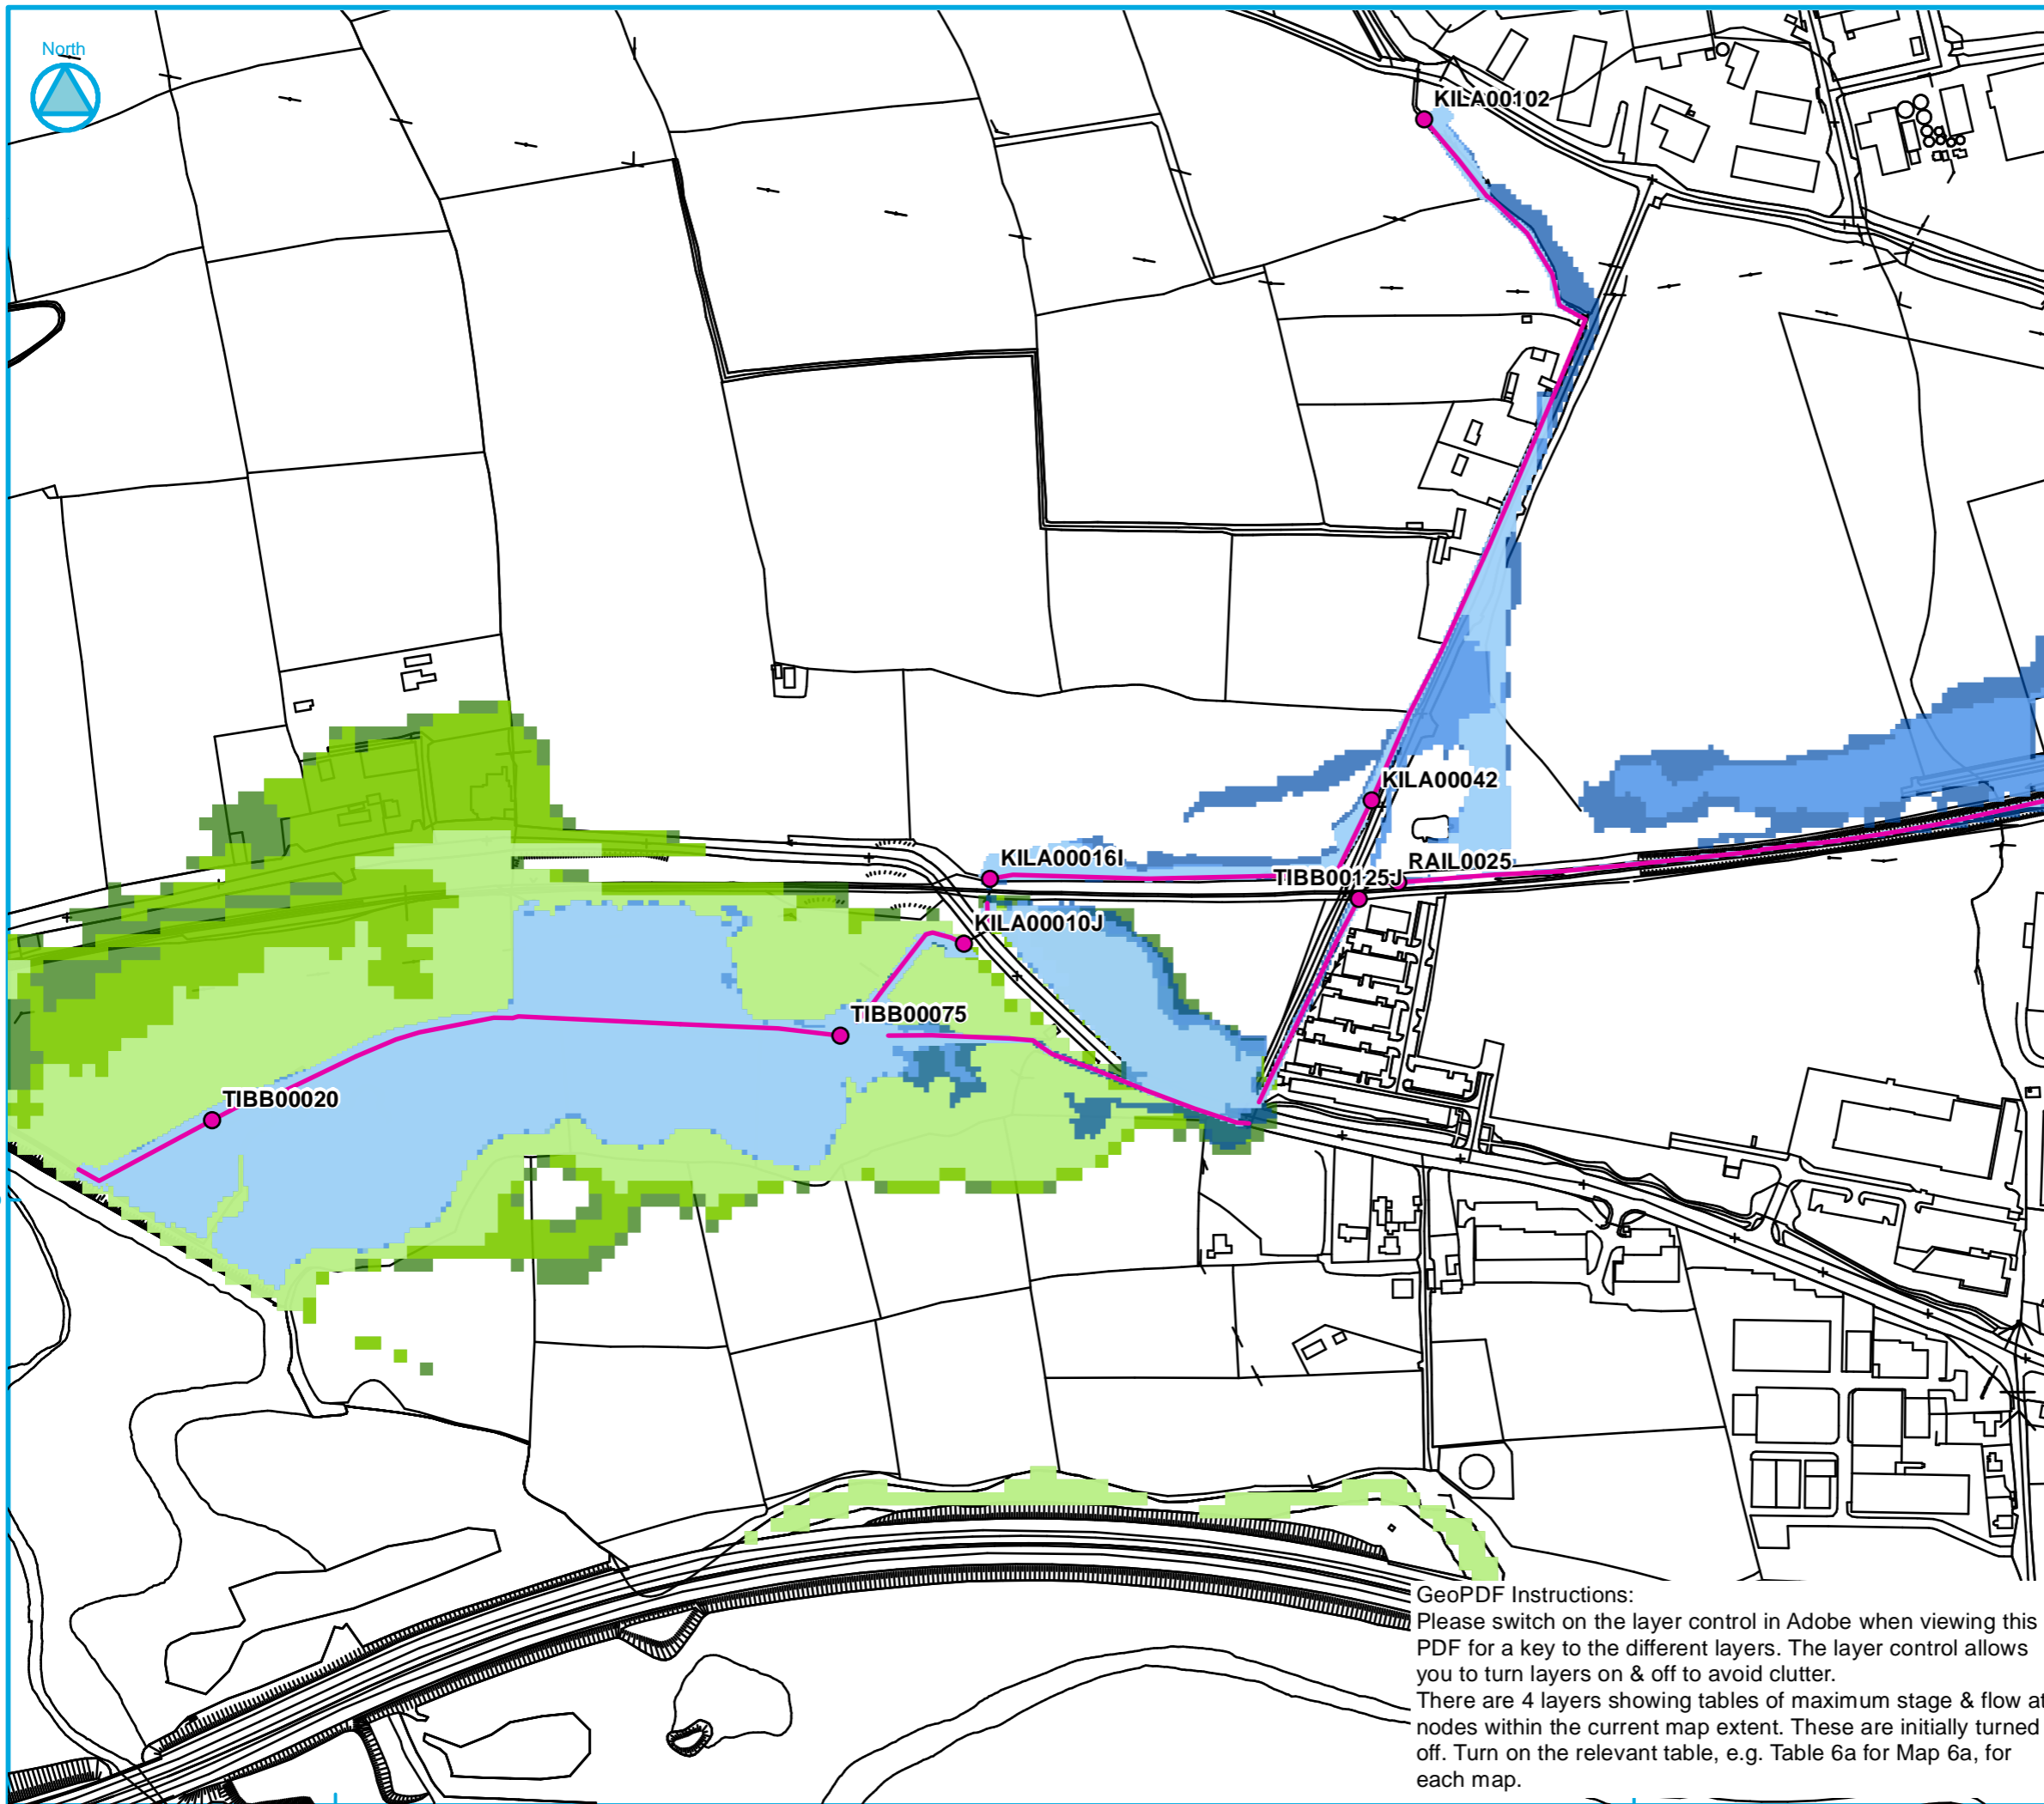 North
KILA00102
KILA00042
KILA00016I
RAIL0025
TIBB00125J
KILA00010J
TIBB00075
TIBB00020
GeoPDF Instructions:
Please switch on the layer control in Adobe when viewing this
PDF for a key to the different layers. The layer control allows
you to turn layers on & off to avoid clutter.
There are 4 layers showing tables of maximum stage & flow at
nodes within the current map extent. These are initially turned
off. Turn on the relevant table, e.g. Table 6a for Map 6a, for
each map.